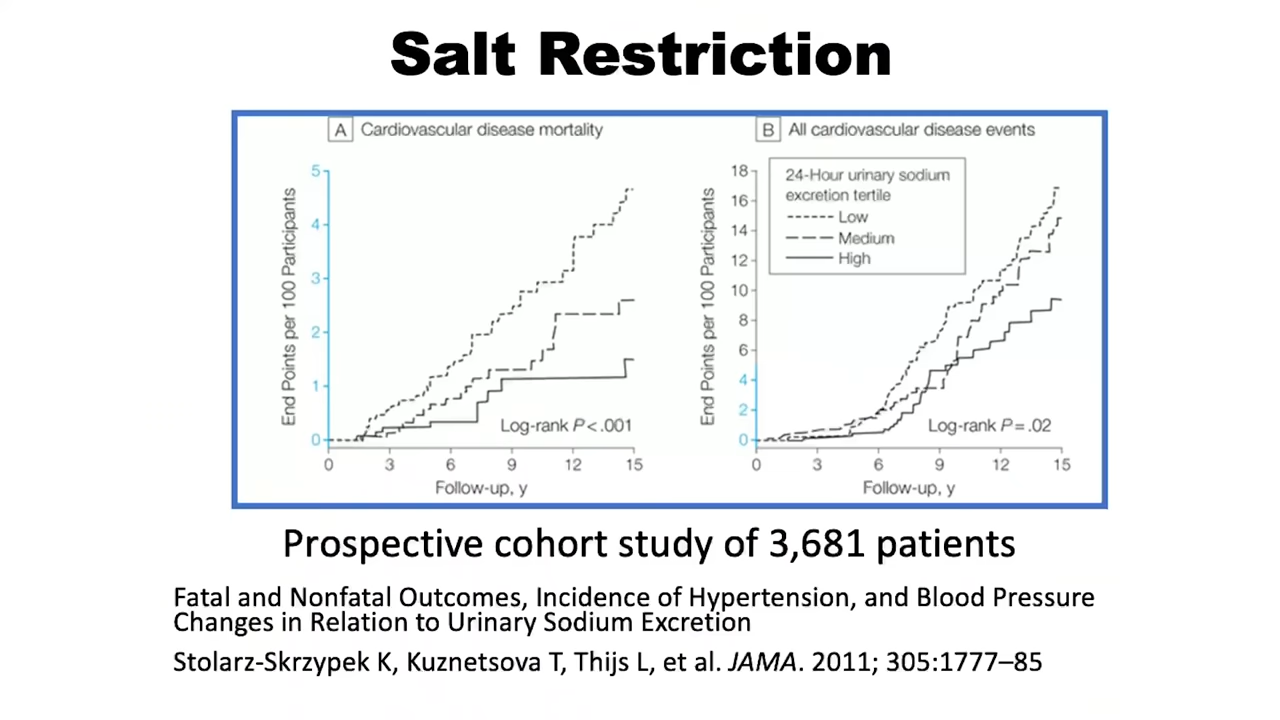 Salt Restriction
A Cardiovascular disease mortality
5
4
3
2
1
0
End Points per 100 Participants
Log-rank P<.001
0 3 6 9 12 15
Follow-up, y
B All cardiovascular disease events
18
16
14
12
10
8
6
4
2
0
End Points per 100 Participants
24-Hour urinary sodium
excretion tertile
Low
Medium
High
Log-rank P=.02
0 3 6 9 12 15
Follow-up, y
Prospective cohort study of 3,681 patients
Fatal and Nonfatal Outcomes, Incidence of Hypertension, and Blood Pressure
Changes in Relation to Urinary Sodium Excretion
Stolarz-Skrzypek K, Kuznetsova T, Thijs L, et al. JAMA. 2011; 305:1777–85